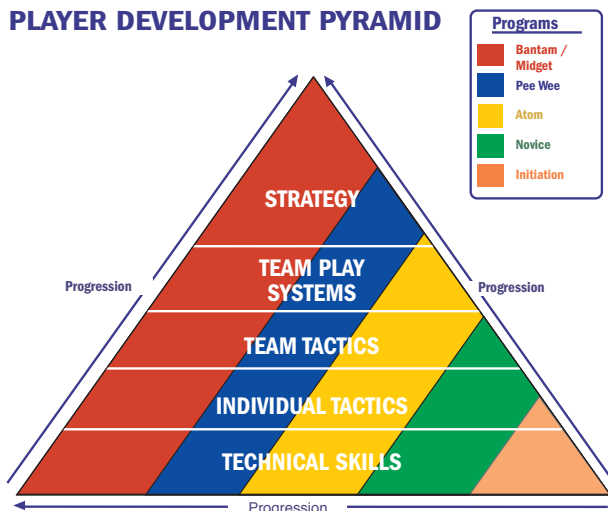 PLAYER DEVELOPMENT PYRAMID
Programs
Bantam /
Midget
Pee Wee
Atom
Novice
Initiation
STRATEGY
TEAM PLAY
SYSTEMS
Progression
Progression
TEAM TACTICS
INDIVIDUAL TACTICS
TECHNICAL SKILLS
Progression